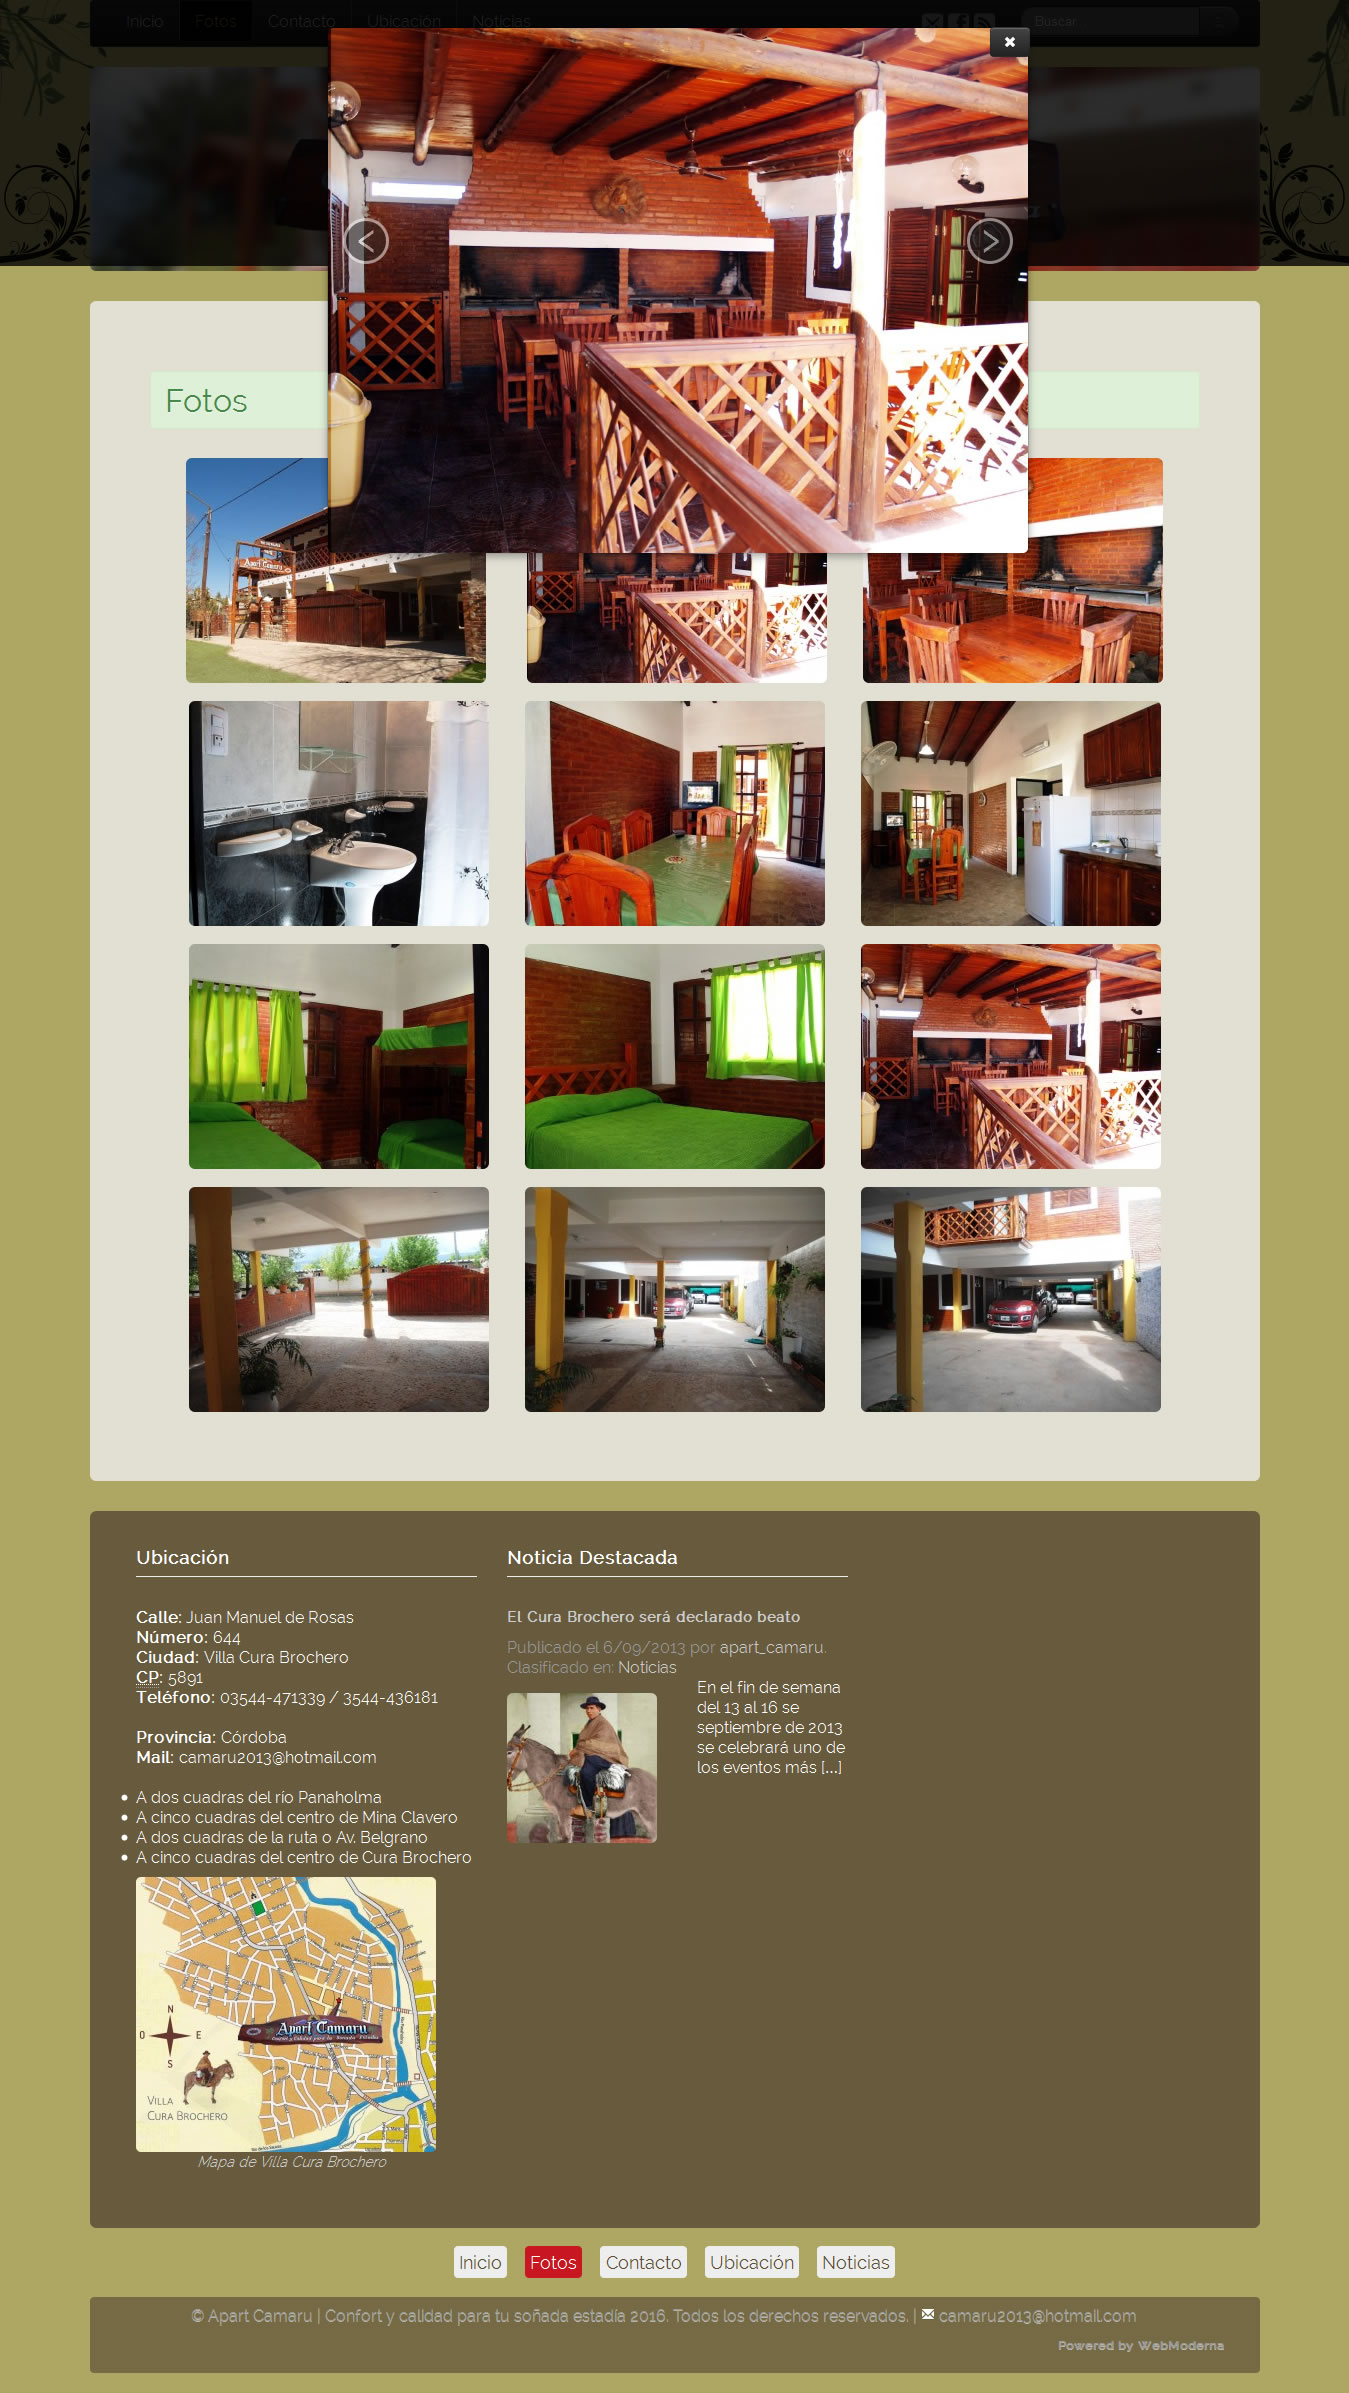 Inicio Fotos Contacto Ubicación Noticias
Buscar
Fotos
Apart Camaru
Ubicación
Calle: Juan Manuel de Rosas
Número: 644
Ciudad: Villa Cura Brochero
CP: 5891
Teléfono: 03544-471339 / 3544-436181
Provincia: Córdoba
Mail: camaru2013@hotmail.com
A dos cuadras del río Panaholma
A cinco cuadras del centro de Mina Clavero
A dos cuadras de la ruta o Av. Belgrano
A cinco cuadras del centro de Cura Brochero
N
O E
S
Apart Camaru
VILLA
CURA BROCHERO
Mapa de Villa Cura Brochero
Noticia Destacada
El Cura Brochero será declarado beato
Publicado el 6/09/2013 por apart_camaru.
Clasificado en: Noticias
En el fin de semana
del 13 al 16 se
septiembre de 2013
se celebrará uno de
los eventos más [...]
Inicio Fotos Contacto Ubicación Noticias
© Apart Camaru | Confort y calidad para tu soñada estadía 2016. Todos los derechos reservados. | camaru2013@hotmail.com
Powered by WebModerna